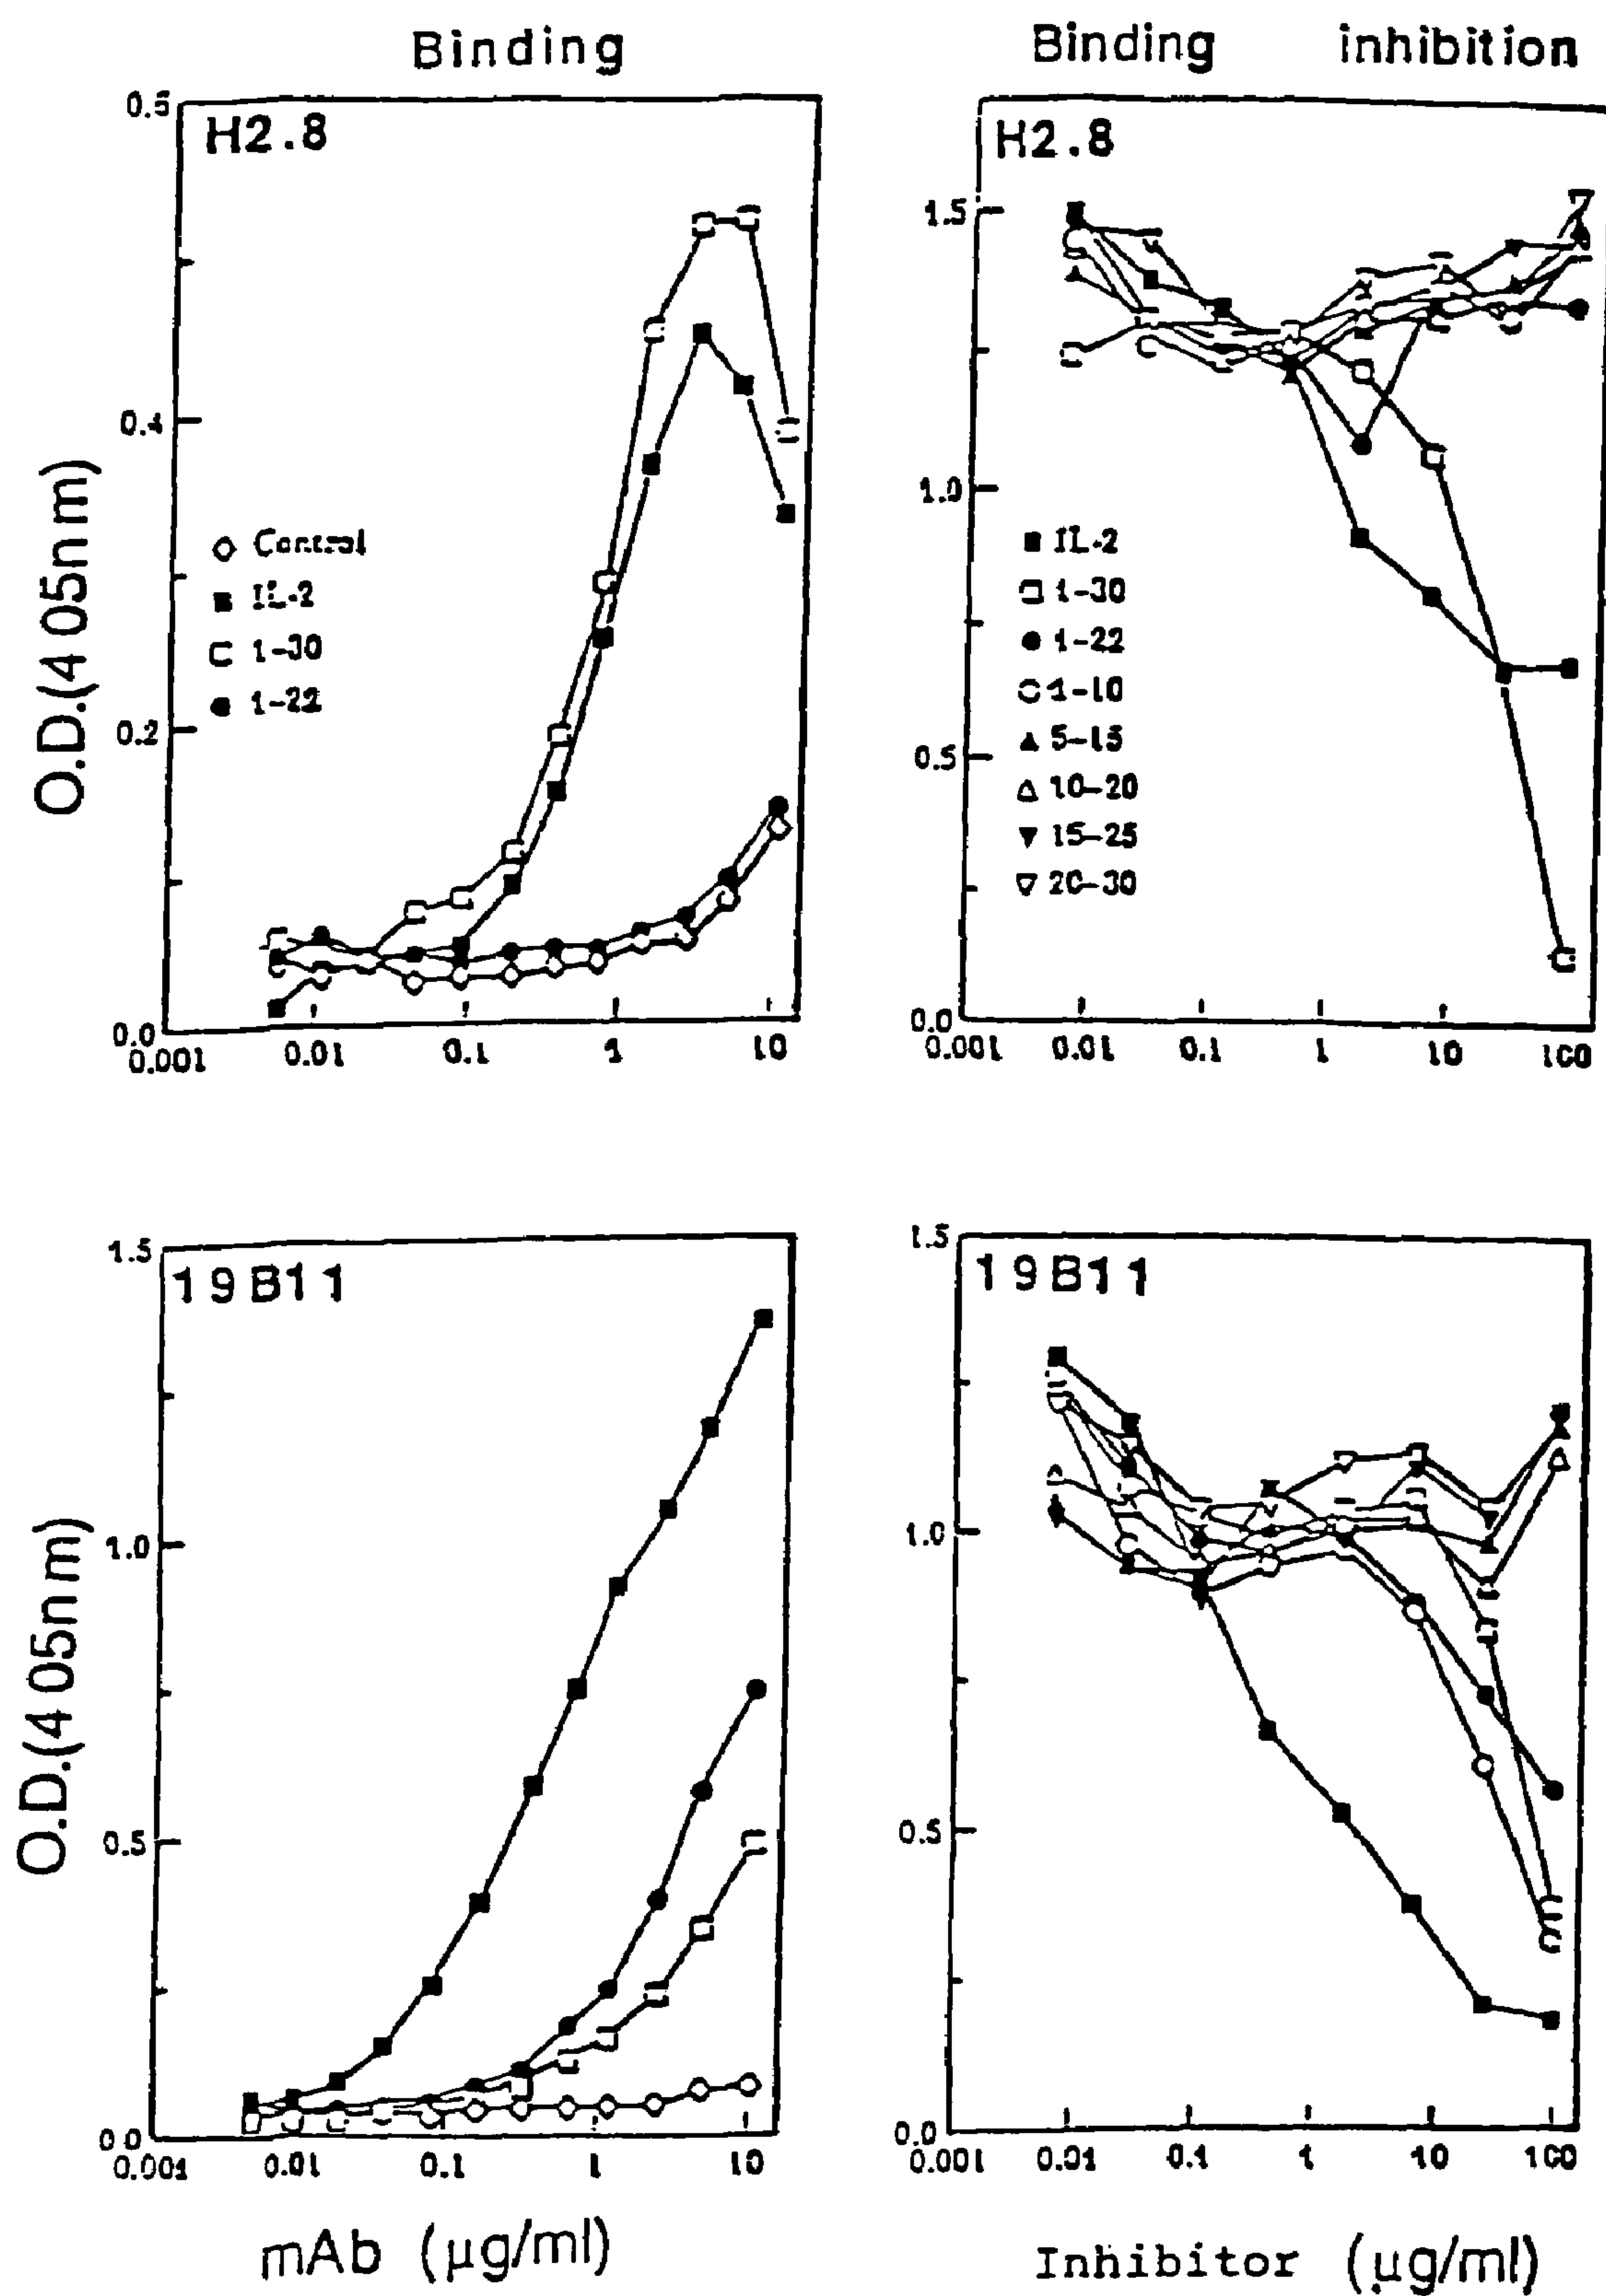 Binding
Binding inhibition
H2.8
0.5
0.4
0.2
0.0
0.001 0.01 0.1 1 10
O.D.(405nm)
Control
IL-2
1-30
1-22
H2.8
1.5
1.0
0.5
0.0
0.001 0.01 0.1 1 10 100
IL-2
1-30
1-22
1-10
5-15
10-20
15-25
20-30
19B11
1.5
1.0
0.5
0.0
0.001 0.01 0.1 1 10
O.D.(405nm)
mAb (µg/ml)
19B11
1.5
1.0
0.5
0.0
0.001 0.01 0.1 1 10 100
Inhibitor (µg/ml)